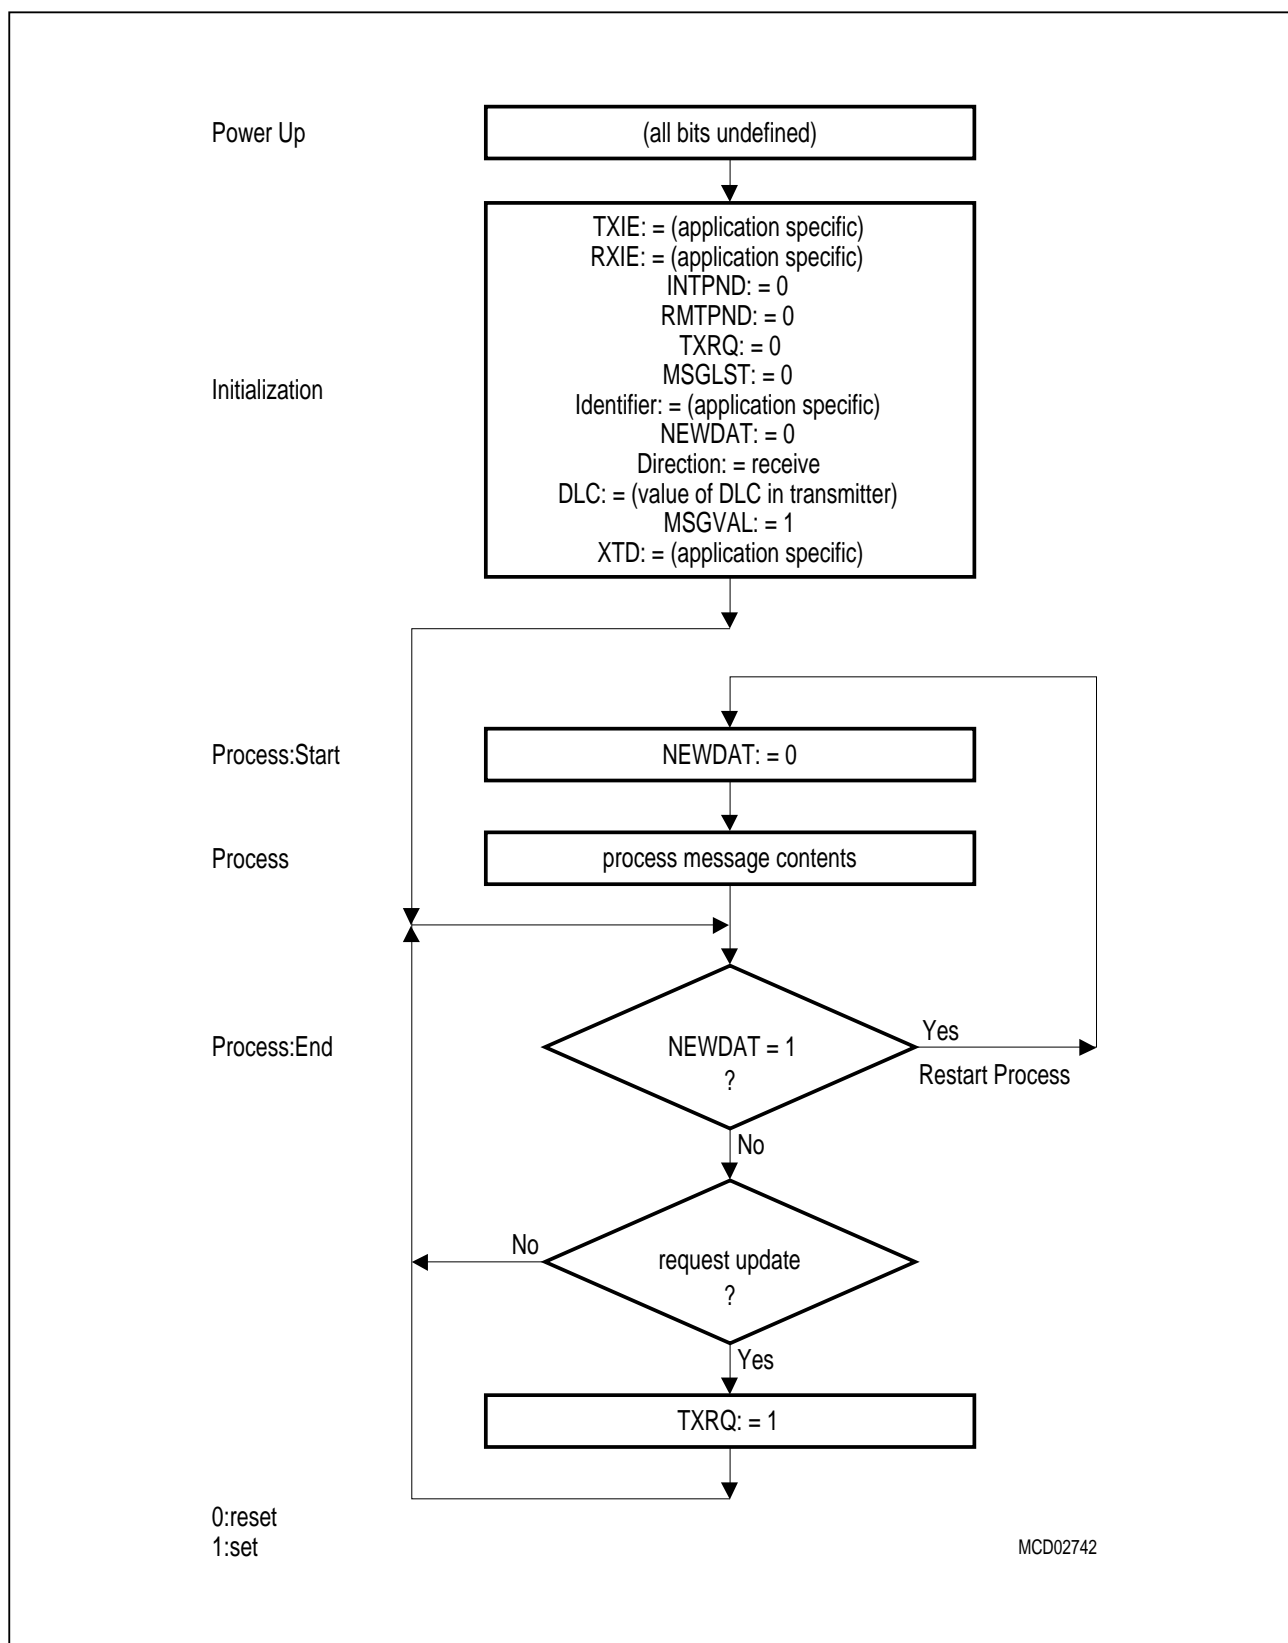 Power Up
(all bits undefined)
TXIE: = (application specific)
RXIE: = (application specific)
INTPND: = 0
RMTPND: = 0
TXRQ: = 0
MSGLST: = 0
Initialization
Identifier: = (application specific)
NEWDAT: = 0
Direction: = receive
DLC: = (value of DLC in transmitter)
MSGVAL: = 1
XTD: = (application specific)
Process:Start
NEWDAT: = 0
Process
process message contents
Process:End
NEWDAT = 1
?
Yes
Restart Process
No
No
request update
?
Yes
TXRQ: = 1
0:reset
1:set
MCD02742